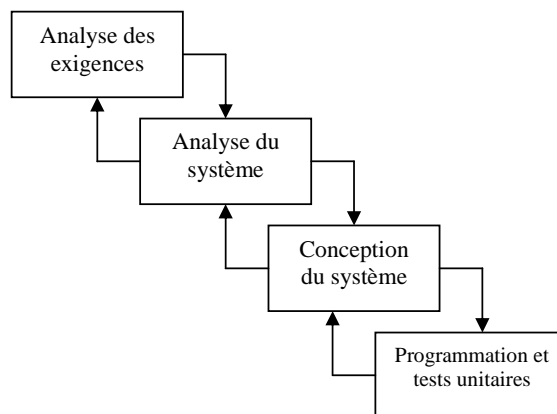 Analyse des
exigences
Analyse du
système
Conception
du système
Programmation et
tests unitaires